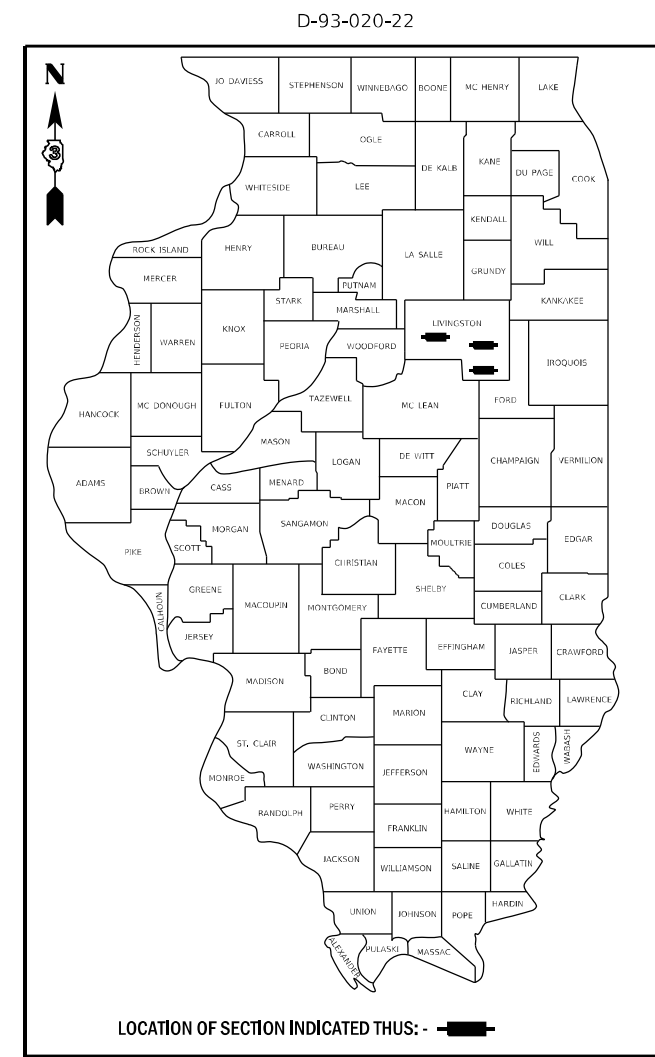 D-93-020-22
N
3
JO DAVIESS
STEPHENSON
WINNEBAGO
BOONE
MC HENRY
LAKE
CARROLL
OGLE
DE KALB
KANE
DU PAGE
COOK
WHITESIDE
LEE
KENDALL
WILL
ROCK ISLAND
HENRY
BUREAU
LA SALLE
GRUNDY
MERCER
PUTNAM
STARK
MARSHALL
KANKAKEE
HENDERSON
WARREN
KNOX
PEORIA
WOODFORD
LIVINGSTON
IROQUOIS
HANCOCK
MC DONOUGH
FULTON
TAZEWELL
MC LEAN
FORD
SCHUYLER
MASON
LOGAN
DE WITT
CHAMPAIGN
VERMILION
ADAMS
BROWN
CASS
MENARD
MACON
PIATT
MORGAN
SANGAMON
DOUGLAS
PIKE
SCOTT
CHRISTIAN
MOULTRIE
COLES
EDGAR
CALHOUN
GREENE
MACOUPIN
MONTGOMERY
SHELBY
CUMBERLAND
CLARK
JERSEY
FAYETTE
EFFINGHAM
JASPER
CRAWFORD
MADISON
BOND
CLAY
RICHLAND
LAWRENCE
CLINTON
MARION
ST. CLAIR
WAYNE
EDWARDS
WABASH
MONROE
WASHINGTON
JEFFERSON
RANDOLPH
PERRY
HAMILTON
WHITE
FRANKLIN
JACKSON
WILLIAMSON
SALINE
GALLATIN
UNION
JOHNSON
POPE
HARDIN
ALEXANDER
PULASKI
MASSAC
LOCATION OF SECTION INDICATED THUS: -